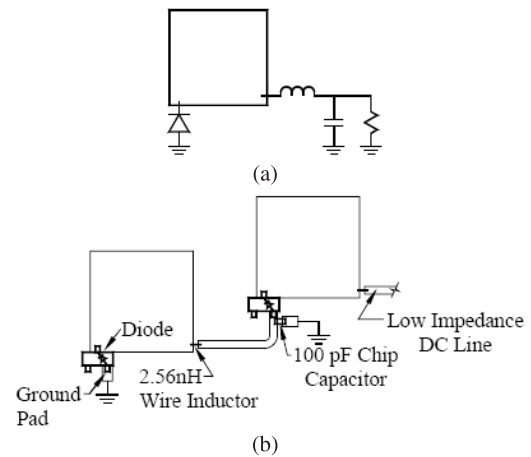 (a)
Diode
Low Impedance
DC Line
100 pF Chip
Capacitor
2.56nH
Wire Inductor
Ground
Pad
(b)